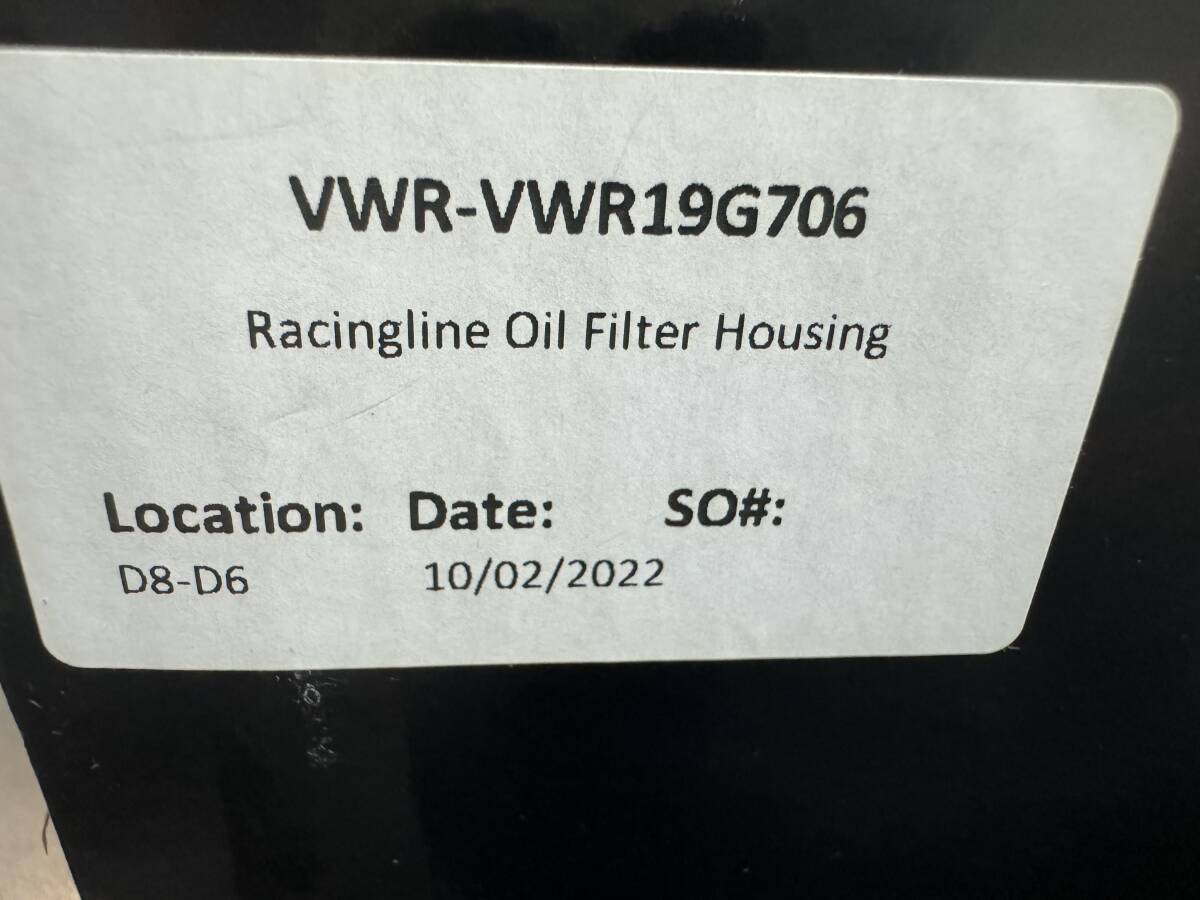 VWR-VWR19G706
Racingline Oil Filter Housing
Location: Date: SO#:
D8-D6 10/02/2022